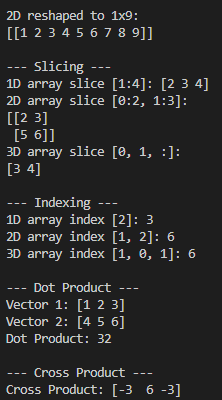 2D reshaped to 1x9:
[[1 2 3 4 5 6 7 8 9]]

--- Slicing ---
1D array slice [1:4]: [2 3 4]
2D array slice [0:2, 1:3]:
[[2 3]
 [5 6]]
3D array slice [0, 1, :]:
[3 4]

--- Indexing ---
1D array index [2]: 3
2D array index [1, 2]: 6
3D array index [1, 0, 1]: 6

--- Dot Product ---
Vector 1: [1 2 3]
Vector 2: [4 5 6]
Dot Product: 32

--- Cross Product ---
Cross Product: [-3  6 -3]